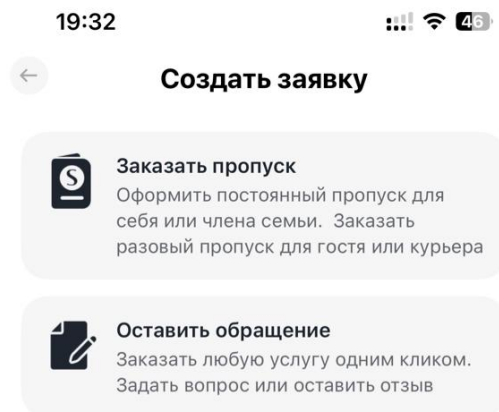 19:32
46
Создать заявку
Заказать пропуск
Оформить постоянный пропуск для
себя или члена семьи. Заказать
разовый пропуск для гостя или курьера
S
Оставить обращение
Заказать любую услугу одним кликом.
Задать вопрос или оставить отзыв